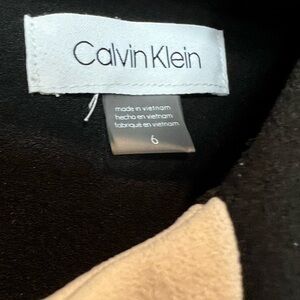 Calvin Klein
made in vietnam
hecho en vietnam
fabriqué en vietnam
6